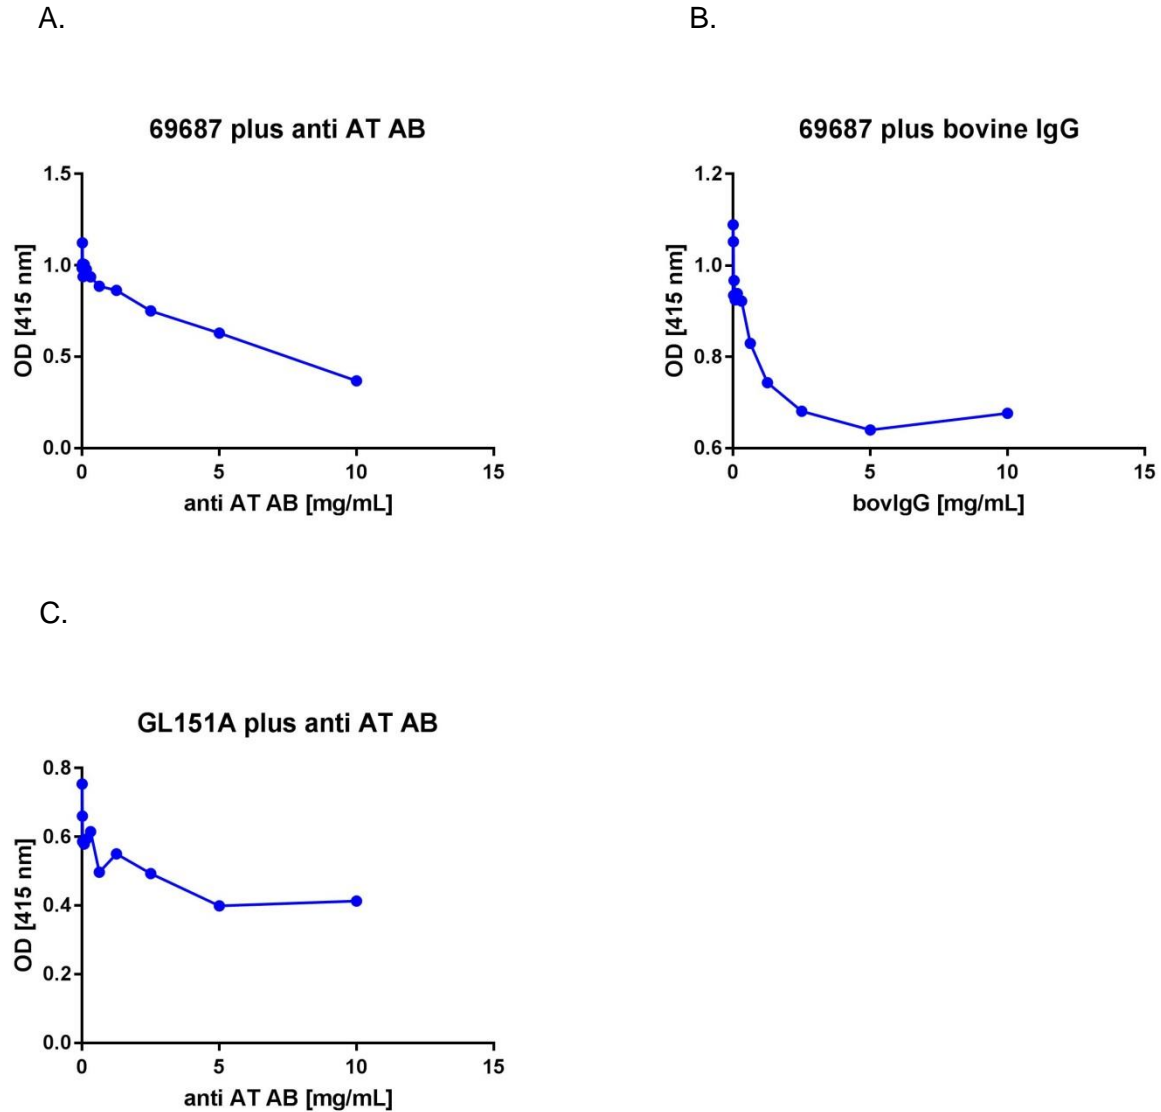 A.
B.
69687 plus anti AT AB
1.5
1.0
0.5
0.0
OD [415 nm]
0
5
10
15
anti AT AB [mg/mL]
69687 plus bovine IgG
1.2
1.0
0.8
0.6
OD [415 nm]
0
5
10
15
bovIgG [mg/mL]
C.
GL151A plus anti AT AB
0.8
0.6
0.4
0.2
0.0
OD [415 nm]
0
5
10
15
anti AT AB [mg/mL]